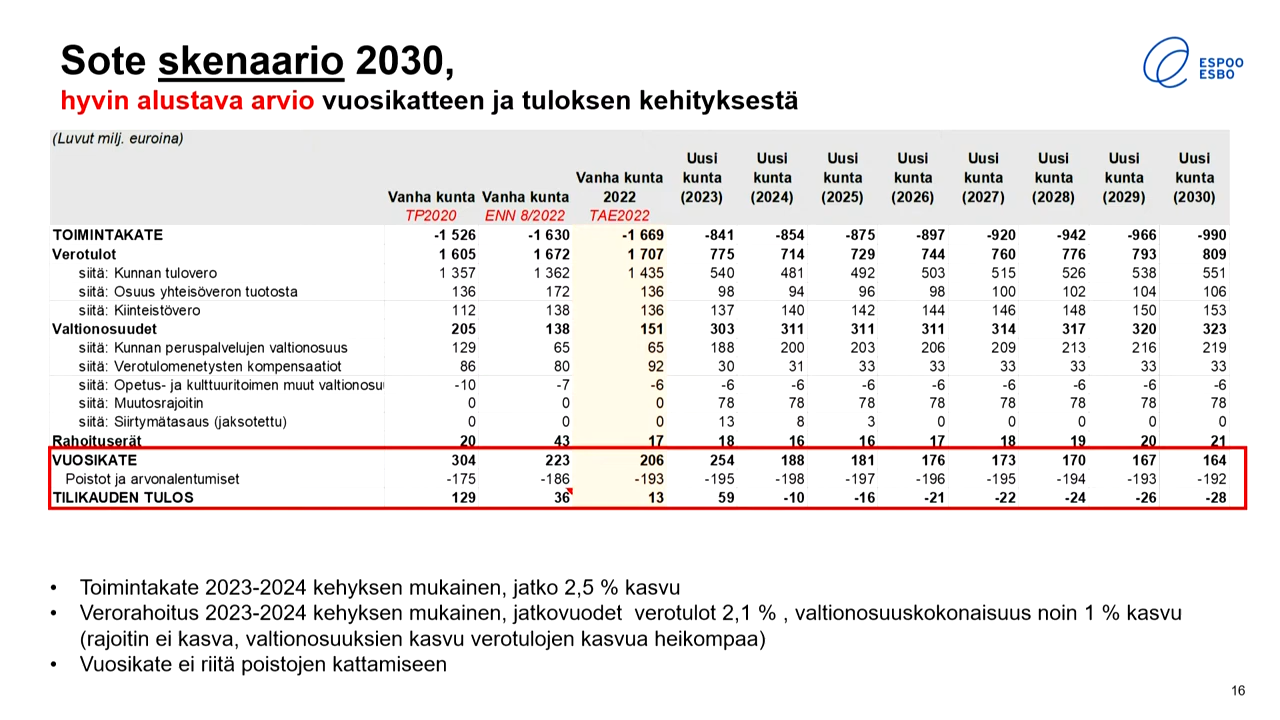 Sote skenaario 2030,
hyvin alustava arvio vuosikatteen ja tuloksen kehityksestä
ESPOO
ESBO
(Luvut milj. euroina)
Uusi Uusi Uusi Uusi Uusi Uusi Uusi Uusi
Vanha kunta kunta kunta kunta kunta kunta kunta kunta kunta
Vanha kunta Vanha kunta 2022 (2023) (2024) (2025) (2026) (2027) (2028) (2029) (2030)
TP2020 ENN 8/2022 TAE2022
TOIMINTAKATE -1 526 -1 630 -1 669 -841 -854 -875 -897 -920 -942 -966 -990
Verotulot 1 605 1 672 1 707 775 714 729 744 760 776 793 809
siitä: Kunnan tulovero 1 357 1 362 1 435 540 481 492 503 515 526 538 551
siitä: Osuus yhteisöveron tuotosta 136 172 136 98 94 96 98 100 102 104 106
siitä: Kiinteistövero 112 138 136 137 140 142 144 146 148 150 153
Valtionosuudet 205 138 151 303 311 311 311 314 317 320 323
siitä: Kunnan peruspalvelujen valtionosuus 129 65 65 188 200 203 206 209 213 216 219
siitä: Verotulomenetysten kompensaatiot 86 80 92 30 31 33 33 33 33 33 33
siitä: Opetus- ja kulttuuritoimen muut valtionosu -10 -7 -6 -6 -6 -6 -6 -6 -6 -6 -6
siitä: Muutosrajoitin 0 0 0 78 78 78 78 78 78 78 78
siitä: Siirtymätasaus (jaksotettu) 0 0 0 13 8 3 0 0 0 0 0
Rahoituserät 20 43 17 18 16 16 17 18 19 20 21
VUOSIKATE 304 223 206 254 188 181 176 173 170 167 164
Poistot ja arvonalentumiset -175 -186 -193 -195 -198 -197 -196 -195 -194 -193 -192
TILIKAUDEN TULOS 129 36 13 59 -10 -16 -21 -22 -24 -26 -28
• Toimintakate 2023-2024 kehyksen mukainen, jatko 2,5 % kasvu
• Verorahoitus 2023-2024 kehyksen mukainen, jatkovuodet verotulot 2,1 % , valtionosuuskokonaisuus noin 1 % kasvu
(rajoitin ei kasva, valtionosuuksien kasvu verotulojen kasvua heikompaa)
• Vuosikate ei riitä poistojen kattamiseen
16